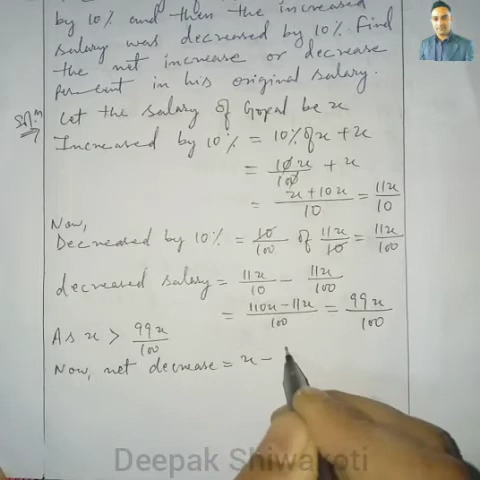 by 10% and then the increased
salary was decreased by 10%. Find
the net increase or decrease
percent in his original salary.
Solⁿ Let the salary of Gopal be x
Increased by 10% = 10% of x + x
= 10x/100 + x
= x + 10x/10 = 11x/10
Now,
Decreased by 10% = 10/100 of 11x/10 = 11x/100
decreased salary = 11x/10 - 11x/100
= 110x - 11x/100 = 99x/100
As x > 99x/100
Now, net decrease = x -
Deepak Shiwakoti